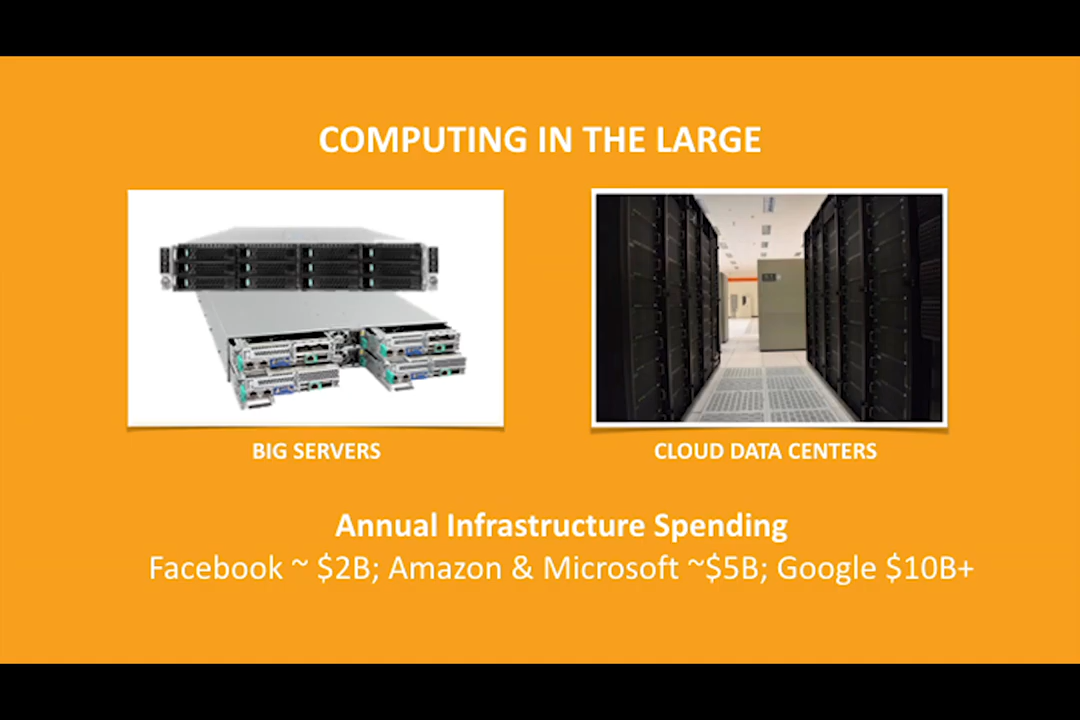 COMPUTING IN THE LARGE
BIG SERVERS
CLOUD DATA CENTERS
Annual Infrastructure Spending
Facebook ~ $2B; Amazon & Microsoft ~$5B; Google $10B+